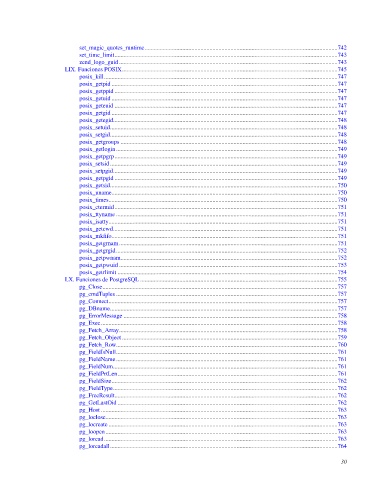 set_magic_quotes_runtime....742
set_time_limit....743
zend_logo_guid....743
LIX. Funciones POSIX....745
posix_kill....747
posix_getpid....747
posix_getppid....747
posix_getuid....747
posix_geteuid....747
posix_getgid....747
posix_getegid....748
posix_setuid....748
posix_setgid....748
posix_getgroups....748
posix_getlogin....749
posix_getpgrp....749
posix_setsid....749
posix_setpgid....749
posix_getpgid....749
posix_getsid....750
posix_uname....750
posix_times....750
posix_ctermid....751
posix_ttyname....751
posix_isatty....751
posix_getcwd....751
posix_mkfifo....751
posix_getgrnam....751
posix_getgrgid....752
posix_getpwnam....752
posix_getpwuid....753
posix_getrlimit....754
LX. Funciones de PostgreSQL....755
pg_Close....757
pg_cmdTuples....757
pg_Connect....757
pg_DBname....757
pg_ErrorMessage....758
pg_Exec....758
pg_Fetch_Array....758
pg_Fetch_Object....759
pg_Fetch_Row....760
pg_FieldIsNull....761
pg_FieldName....761
pg_FieldNum....761
pg_FieldPrtLen....761
pg_FieldSize....762
pg_FieldType....762
pg_FreeResult....762
pg_GetLastOid....762
pg_Host....763
pg_loclose....763
pg_locreate....763
pg_loopen....763
pg_loread....763
pg_loreadall....764
30